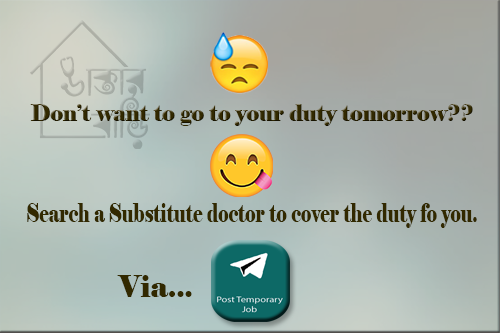 ডাক্তার
বাড়ি
Don't want to go to your duty tomorrow??
Search a Substitute doctor to cover the duty fo you.
Via...
Post Temporary
Job